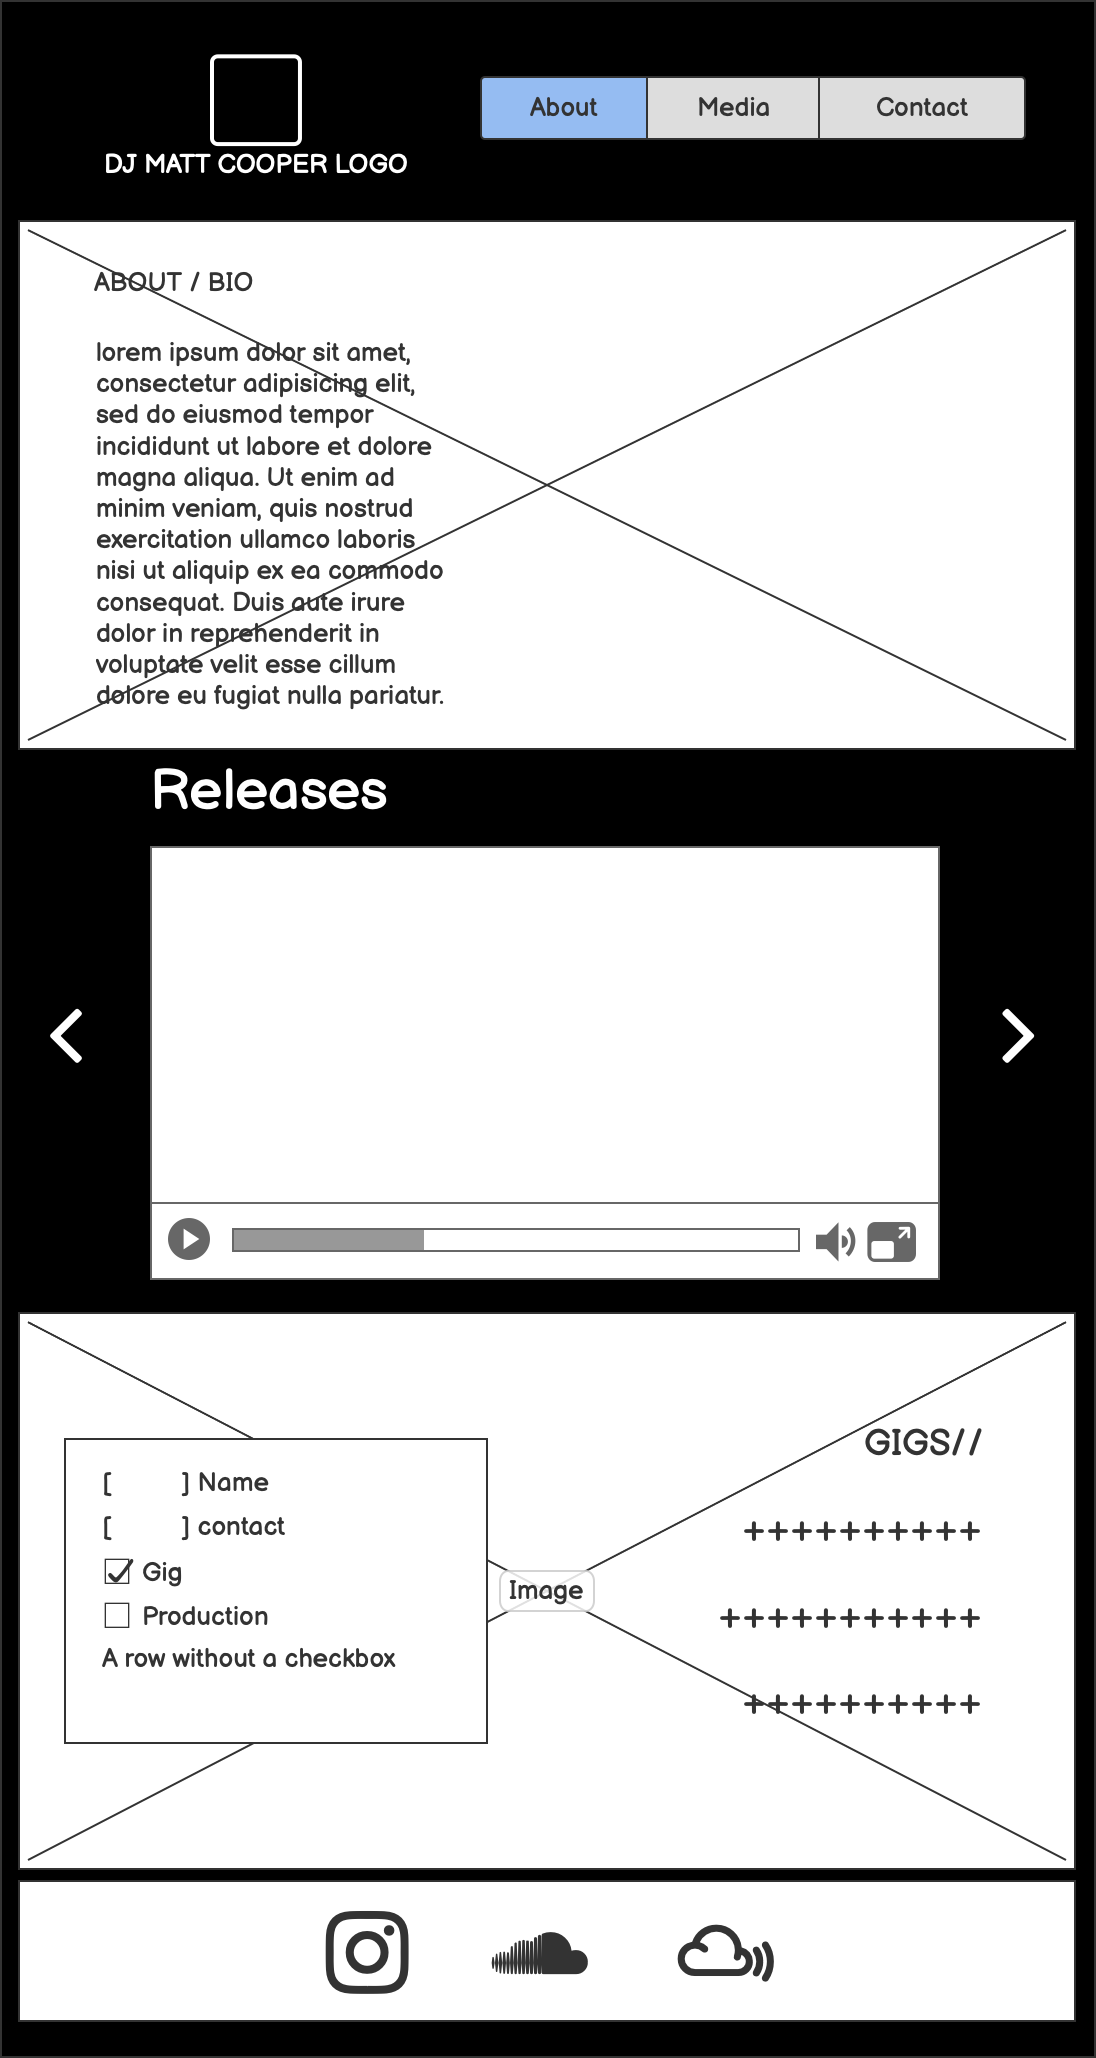 DJ MATT COOPER LOGO
About
Media
Contact
ABOUT / BIO
lorem ipsum dolor sit amet,
consectetur adipisicing elit,
sed do eiusmod tempor
incididunt ut labore et dolore
magna aliqua. Ut enim ad
minim veniam, quis nostrud
exercitation ullamco laboris
nisi ut aliquip ex ea commodo
consequat. Duis aute irure
dolor in reprehenderit in
voluptate velit esse cillum
dolore eu fugiat nulla pariatur.
Releases
[ ] Name
[ ] contact
Gig
Production
A row without a checkbox
Image
GIGS//
++++++++++
+++++++++++
++++++++++